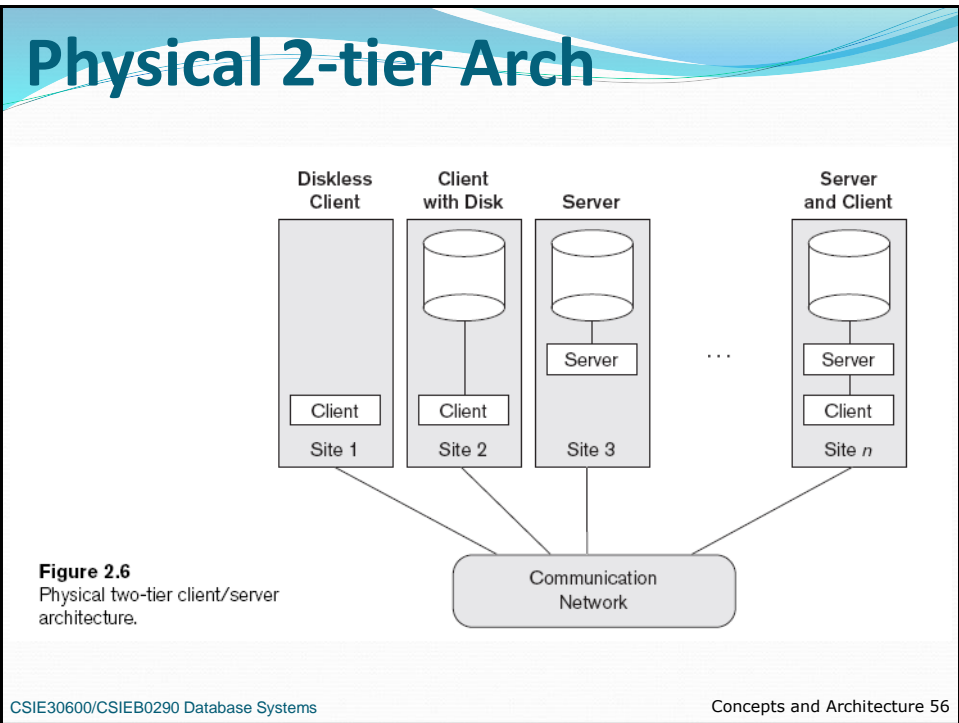 Physical 2-tier Arch
Diskless
Client
Client
with Disk
Server
Server
and Client
Server
. . .
Server
Client
Client
Client
Site 1
Site 2
Site 3
Site n
Communication
Network
Figure 2.6
Physical two-tier client/server
architecture.
CSIE30600/CSIEB0290 Database Systems
Concepts and Architecture 56